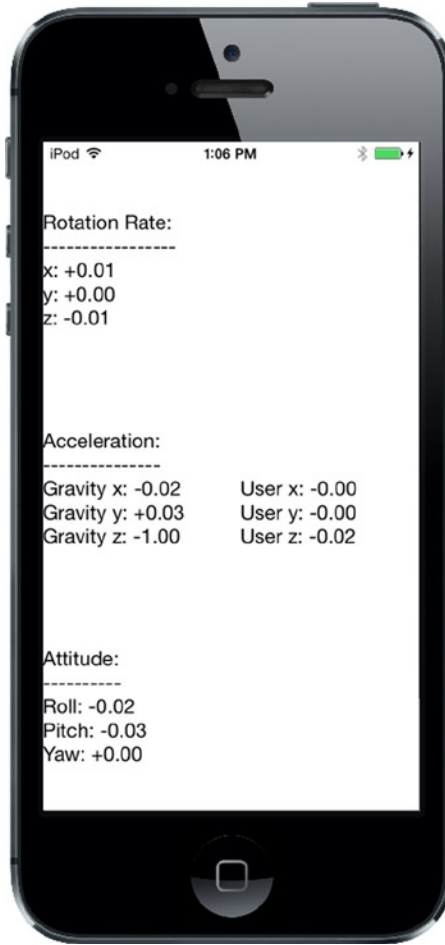 iPod 1:06 PM
Rotation Rate:
-----------------
x: +0.01
y: +0.00
z: -0.01
Acceleration:
---------------
Gravity x: -0.02 User x: -0.00
Gravity y: +0.03 User y: -0.00
Gravity z: -1.00 User z: -0.02
Attitude:
----------
Roll: -0.02
Pitch: -0.03
Yaw: +0.00